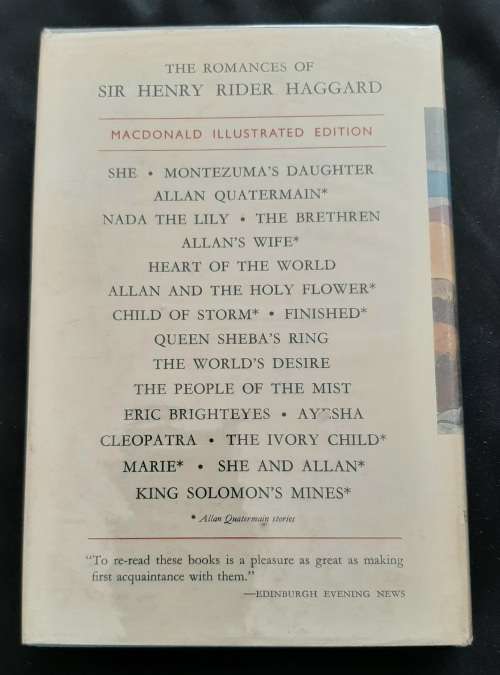 THE ROMANCES OF
SIR HENRY RIDER HAGGARD
MACDONALD ILLUSTRATED EDITION
SHE • MONTEZUMA'S DAUGHTER
ALLAN QUATERMAIN*
NADA THE LILY • THE BRETHREN
ALLAN'S WIFE*
HEART OF THE WORLD
ALLAN AND THE HOLY FLOWER*
CHILD OF STORM* • FINISHED*
QUEEN SHEBA'S RING
THE WORLD'S DESIRE
THE PEOPLE OF THE MIST
ERIC BRIGHTEYES • AYESHA
CLEOPATRA • THE IVORY CHILD*
MARIE* • SHE AND ALLAN*
KING SOLOMON'S MINES*
* Allan Quatermain stories
“To re-read these books is a pleasure as great as making
first acquaintance with them.”
—EDINBURGH EVENING NEWS